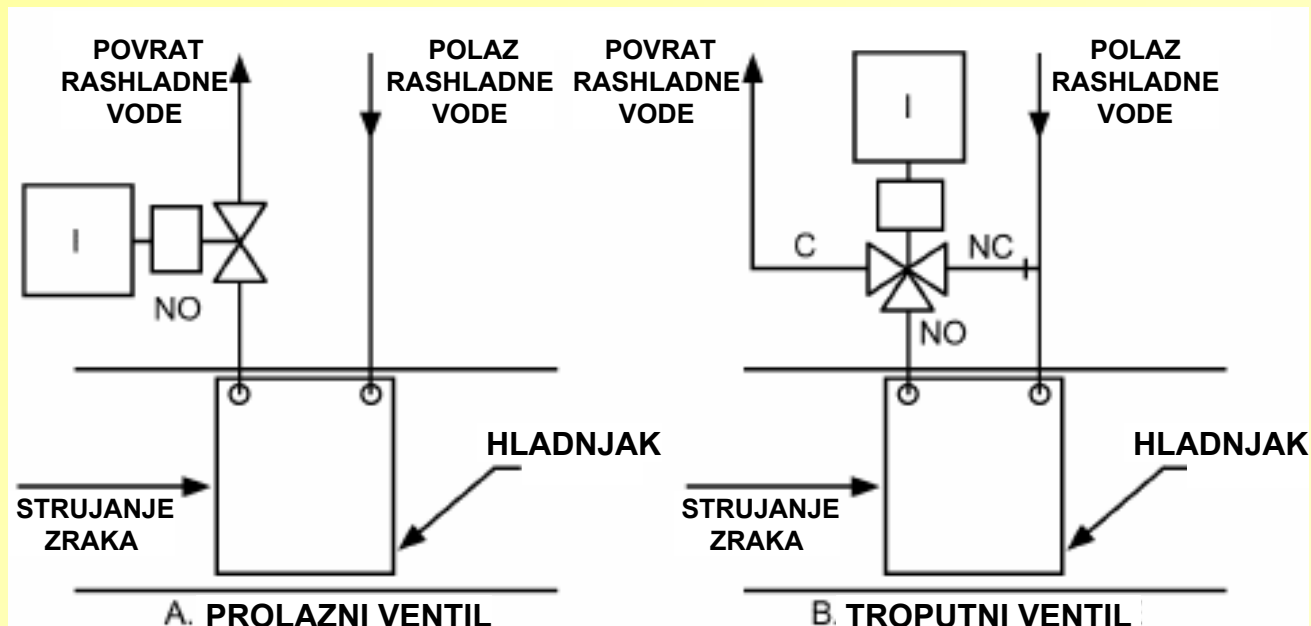 POVRAT
RASHLADNE
VODE
POLAZ
RASHLADNE
VODE
I
NO
HLADNJAK
STRUJANJE
ZRAKA
A. PROLAZNI VENTIL
POVRAT
RASHLADNE
VODE
POLAZ
RASHLADNE
VODE
I
C
NC
NO
HLADNJAK
STRUJANJE
ZRAKA
B. TROPUTNI VENTIL